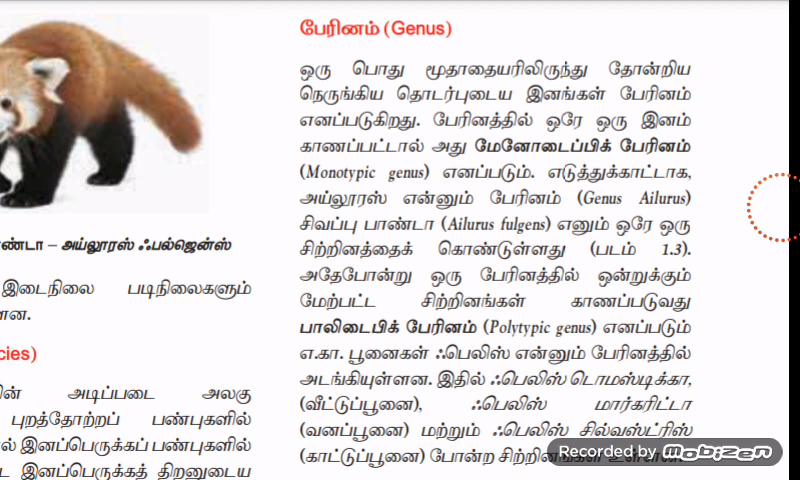 பாண்டா – அய்லூரஸ் ஃபல்ஜென்ஸ்
இடைநிலை படிநிலைகளும்
cies)
அடிப்படை அலகு
புறத்தோற்றப் பண்புகளில்
இனப்பெருக்கப் பண்புகளில்
இனப்பெருக்கத் திறனுடைய
பேரினம் (Genus)
ஒரு பொது மூதாதையரிலிருந்து தோன்றிய
நெருங்கிய தொடர்புடைய இனங்கள் பேரினம்
எனப்படுகிறது. பேரினத்தில் ஒரே ஒரு இனம்
காணப்பட்டால் அது மேனோடைப்பிக் பேரினம்
(Monotypic genus) எனப்படும். எடுத்துக்காட்டாக,
அய்லூரஸ் என்னும் பேரினம் (Genus Ailurus)
சிவப்பு பாண்டா (Ailurus fulgens) எனும் ஒரே ஒரு
சிற்றினத்தைக் கொண்டுள்ளது (படம் 1.3).
அதேபோன்று ஒரு பேரினத்தில் ஒன்றுக்கும்
மேற்பட்ட சிற்றினங்கள் காணப்படுவது
பாலிடைபிக் பேரினம் (Polytypic genus) எனப்படும்
எ.கா. பூனைகள் ஃபெலிஸ் என்னும் பேரினத்தில்
அடங்கியுள்ளன. இதில் ஃபெலிஸ் டொமஸ்டிக்கா,
(வீட்டுப்பூனை), ஃபெலிஸ் மார்கரிட்டா
(வனப்பூனை) மற்றும் ஃபெலிஸ் சில்வஸ்ட்ரிஸ்
(காட்டுப்பூனை) போன்ற சிற்றினங்கள் உள்ளன.
Recorded by Mobizen